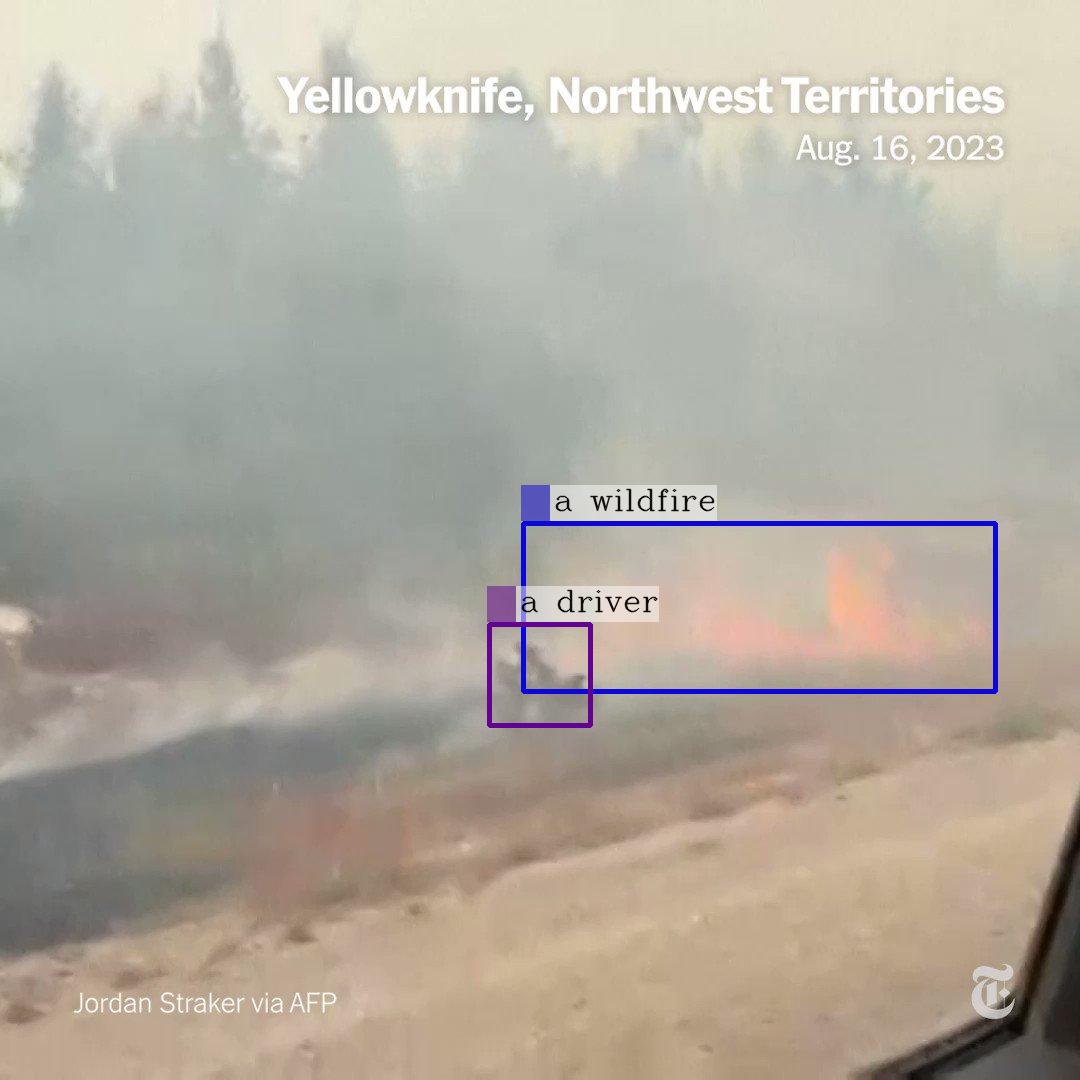 Yellowknife, Northwest Territories
Aug. 16, 2023
a wildfire
a driver
Jordan Straker via AFP